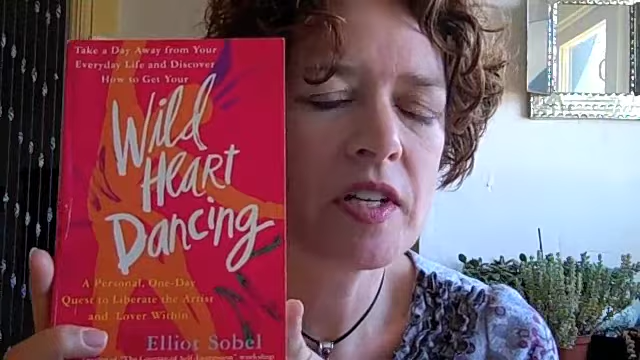 Take a Day Away from Your
Everyday Life and Discover
How to Get Your
Wild
Heart
Dancing
A Personal, One-Day
Quest to Liberate the Artist
and Lover Within
Elliot Sobel